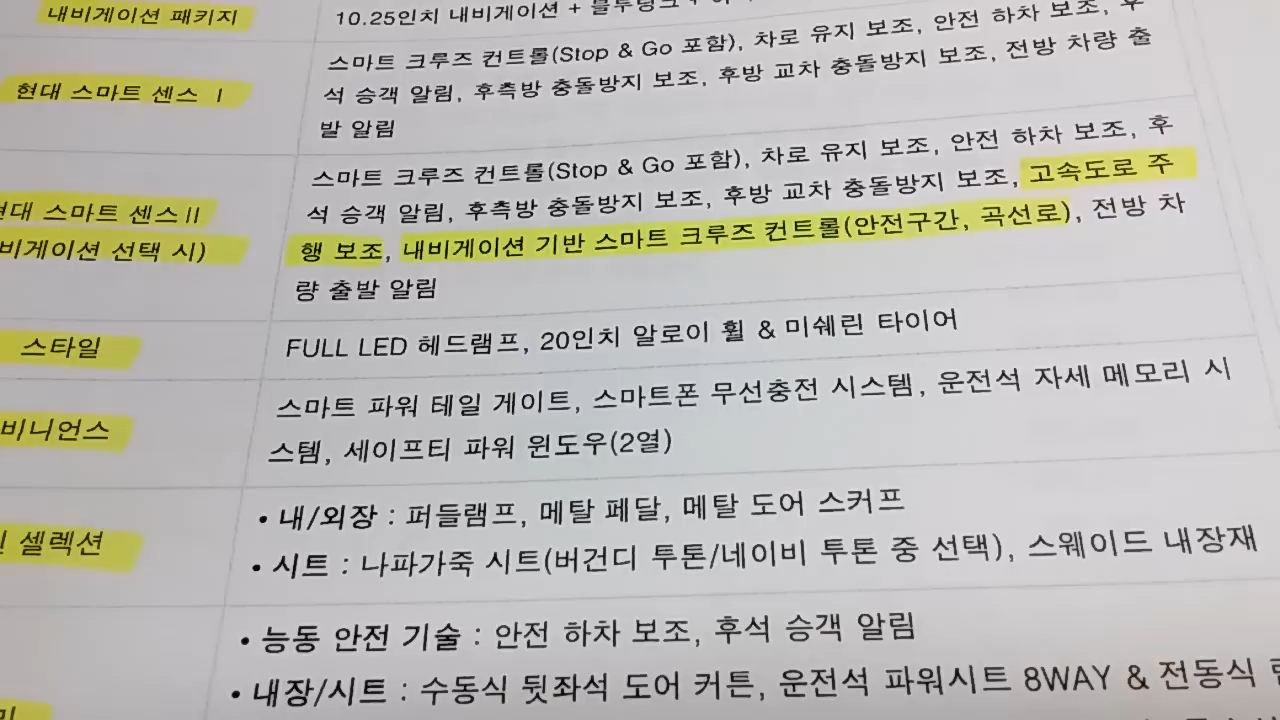 내비게이션 패키지
10.25인치 내비게이션 + 블루링크 +
현대 스마트 센스 Ⅰ
스마트 크루즈 컨트롤(Stop & Go 포함), 차로 유지 보조, 안전 하차 보조, 후
석 승객 알림, 후측방 충돌방지 보조, 후방 교차 충돌방지 보조, 전방 차량 출
발 알림
현대 스마트 센스Ⅱ
비게이션 선택 시)
스마트 크루즈 컨트롤(Stop & Go 포함), 차로 유지 보조, 안전 하차 보조, 후
석 승객 알림, 후측방 충돌방지 보조, 후방 교차 충돌방지 보조, 고속도로 주
행 보조, 내비게이션 기반 스마트 크루즈 컨트롤(안전구간, 곡선로), 전방 차
량 출발 알림
스타일
FULL LED 헤드램프, 20인치 알로이 휠 & 미쉐린 타이어
비니언스
스마트 파워 테일 게이트, 스마트폰 무선충전 시스템, 운전석 자세 메모리 시
스템, 세이프티 파워 윈도우(2열)
셀렉션
• 내/외장 : 퍼들램프, 메탈 페달, 메탈 도어 스커프
• 시트 : 나파가죽 시트(버건디 투톤/네이비 투톤 중 선택), 스웨이드 내장재
• 능동 안전 기술 : 안전 하차 보조, 후석 승객 알림
• 내장/시트 : 수동식 뒷좌석 도어 커튼, 운전석 파워시트 8WAY & 전동식